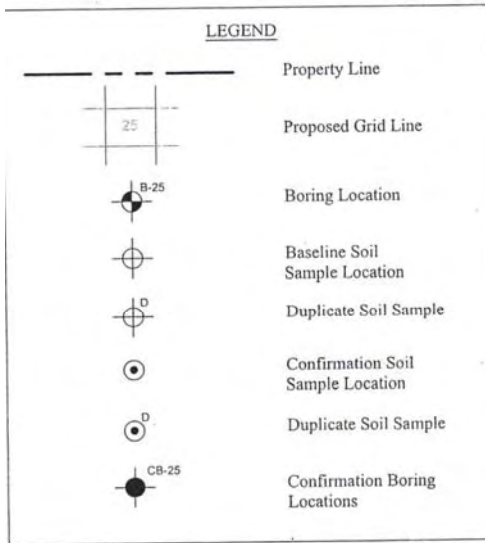 LEGEND
Property Line
25
Proposed Grid Line
B-25
Boring Location
Baseline Soil
Sample Location
D
Duplicate Soil Sample
Confirmation Soil
Sample Location
D
Duplicate Soil Sample
CB-25
Confirmation Boring
Locations